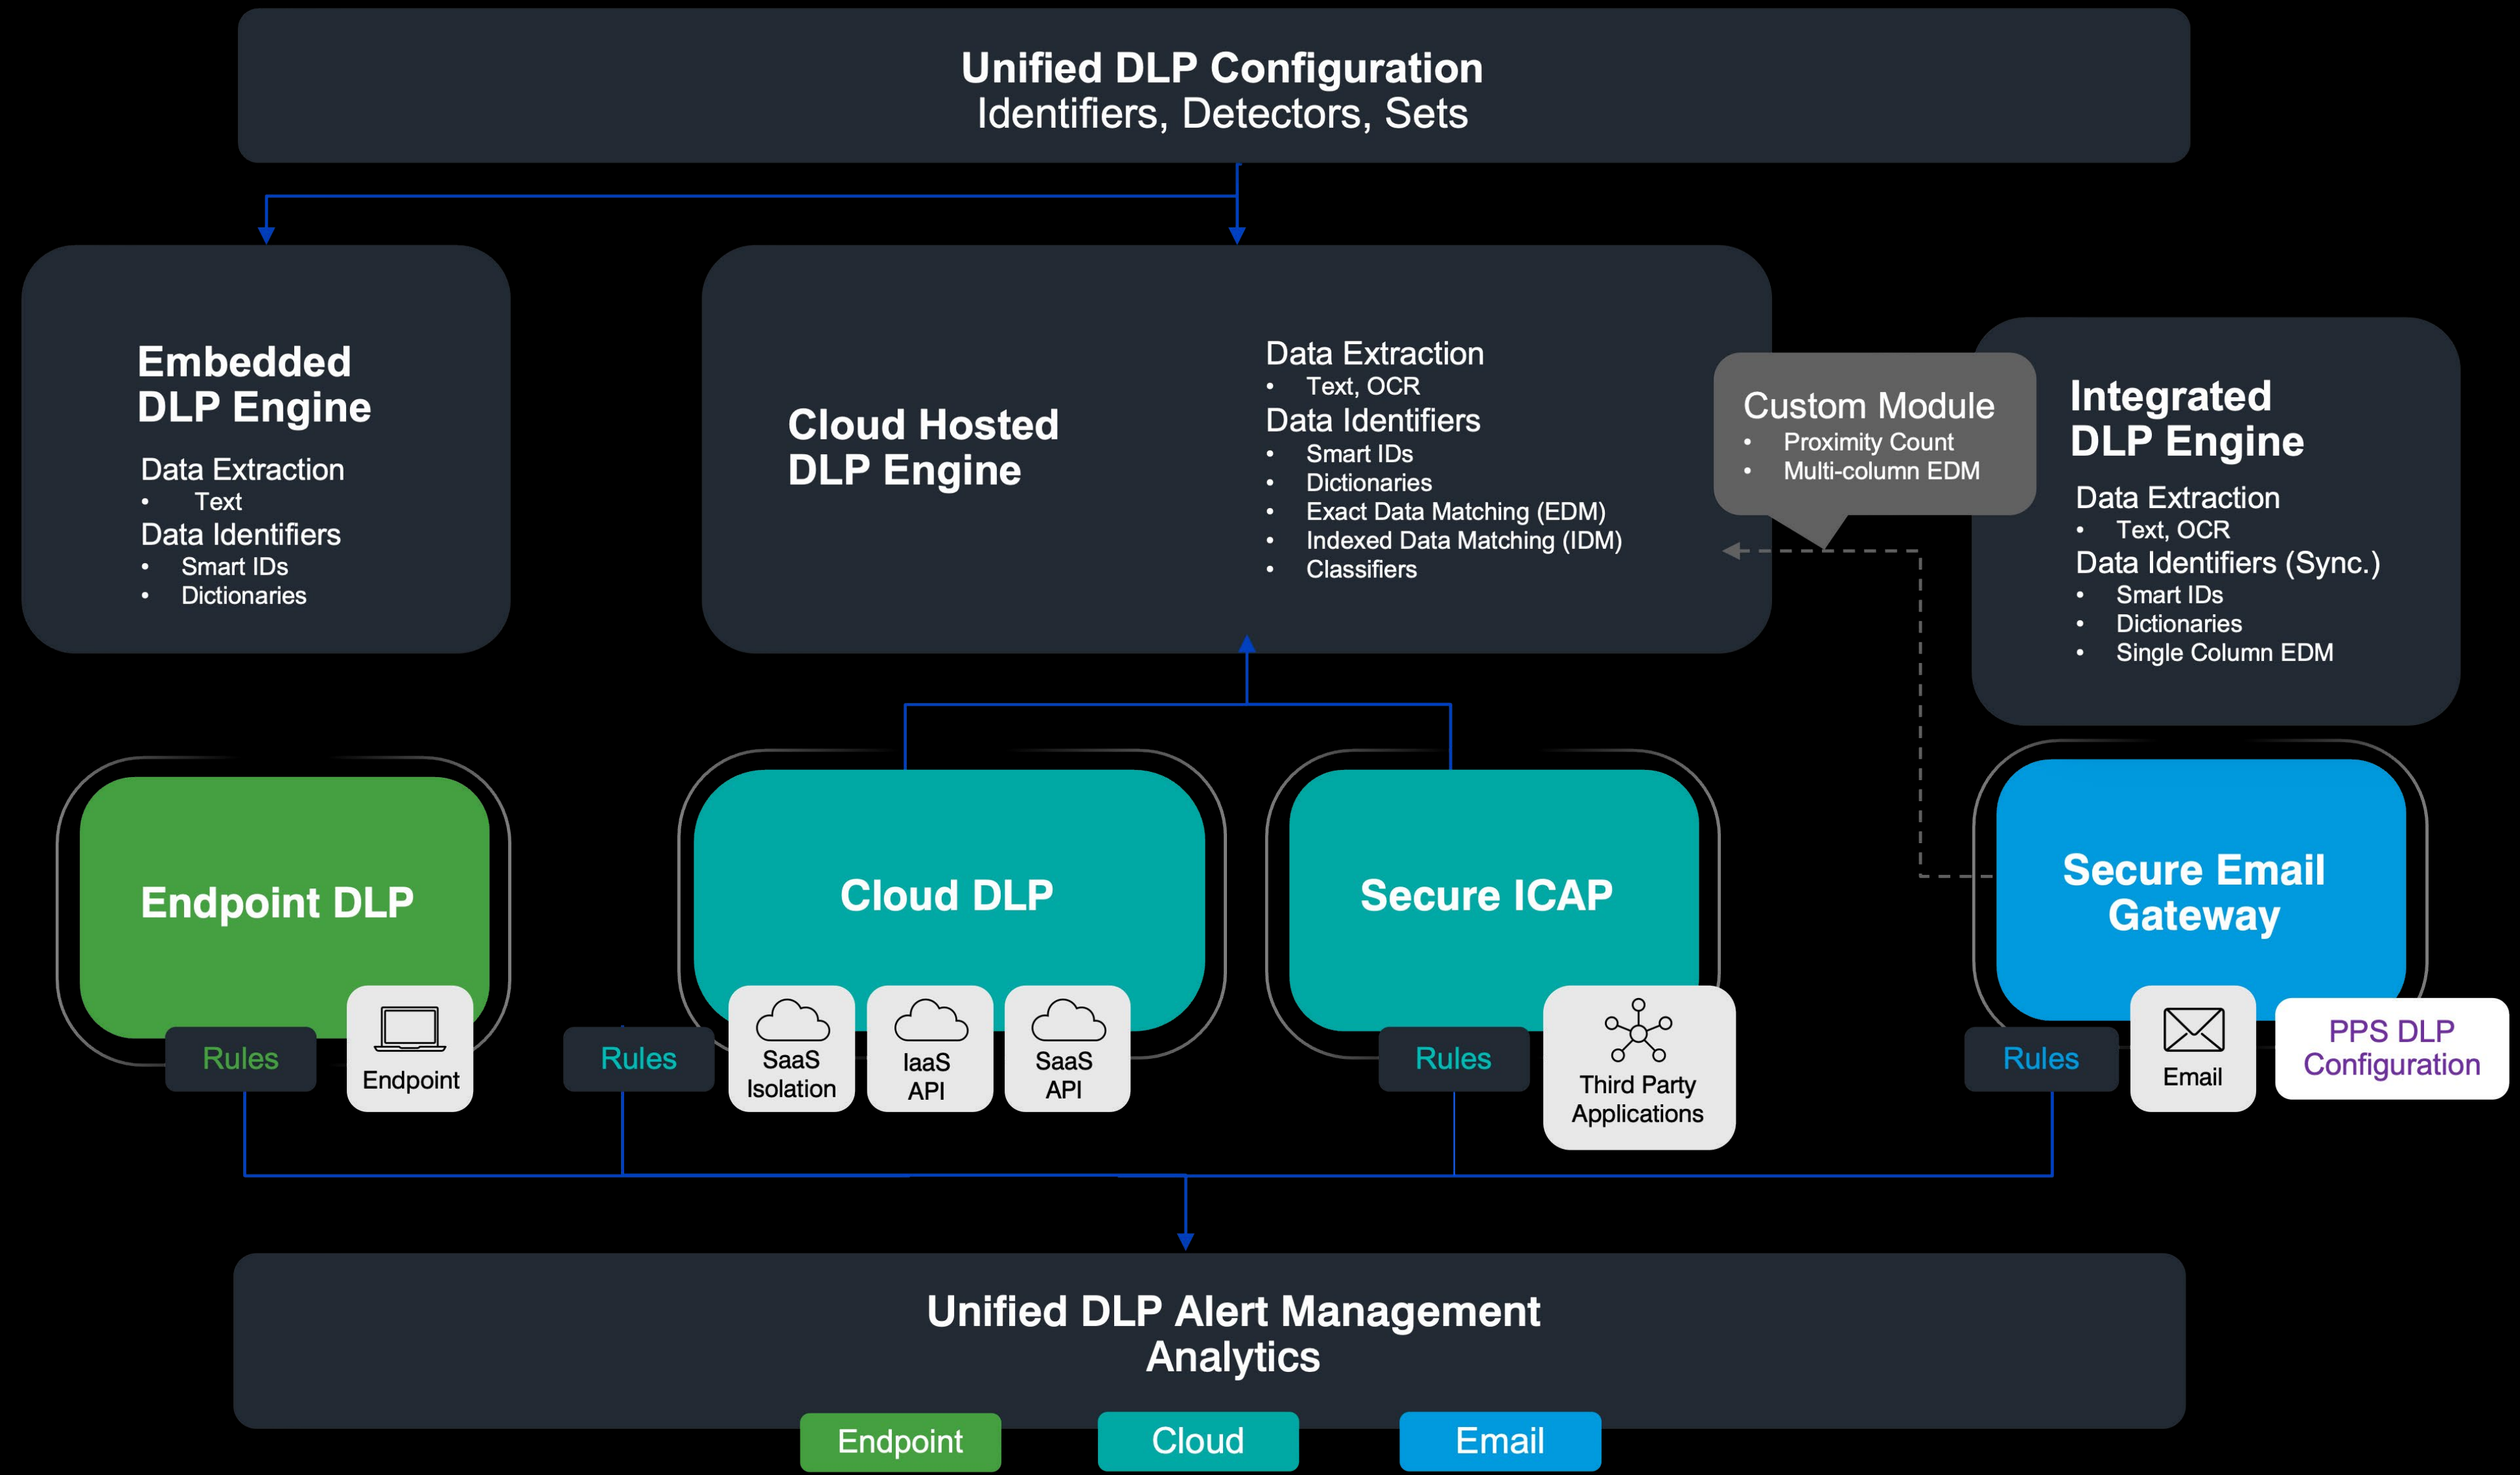 Unified DLP Configuration
Identifiers, Detectors, Sets
Embedded
DLP Engine
Data Extraction
• Text
Data Identifiers
• Smart IDs
• Dictionaries
Cloud Hosted
DLP Engine
Data Extraction
• Text, OCR
Data Identifiers
• Smart IDs
• Dictionaries
• Exact Data Matching (EDM)
• Indexed Data Matching (IDM)
• Classifiers
Custom Module
• Proximity Count
• Multi-column EDM
Integrated
DLP Engine
Data Extraction
• Text, OCR
Data Identifiers (Sync.)
• Smart IDs
• Dictionaries
• Single Column EDM
Endpoint DLP
Rules
Endpoint
Cloud DLP
Rules
SaaS
Isolation
IaaS
API
SaaS
API
Secure ICAP
Rules
Third Party
Applications
Secure Email
Gateway
Rules
Email
PPS DLP
Configuration
Unified DLP Alert Management
Analytics
Endpoint
Cloud
Email